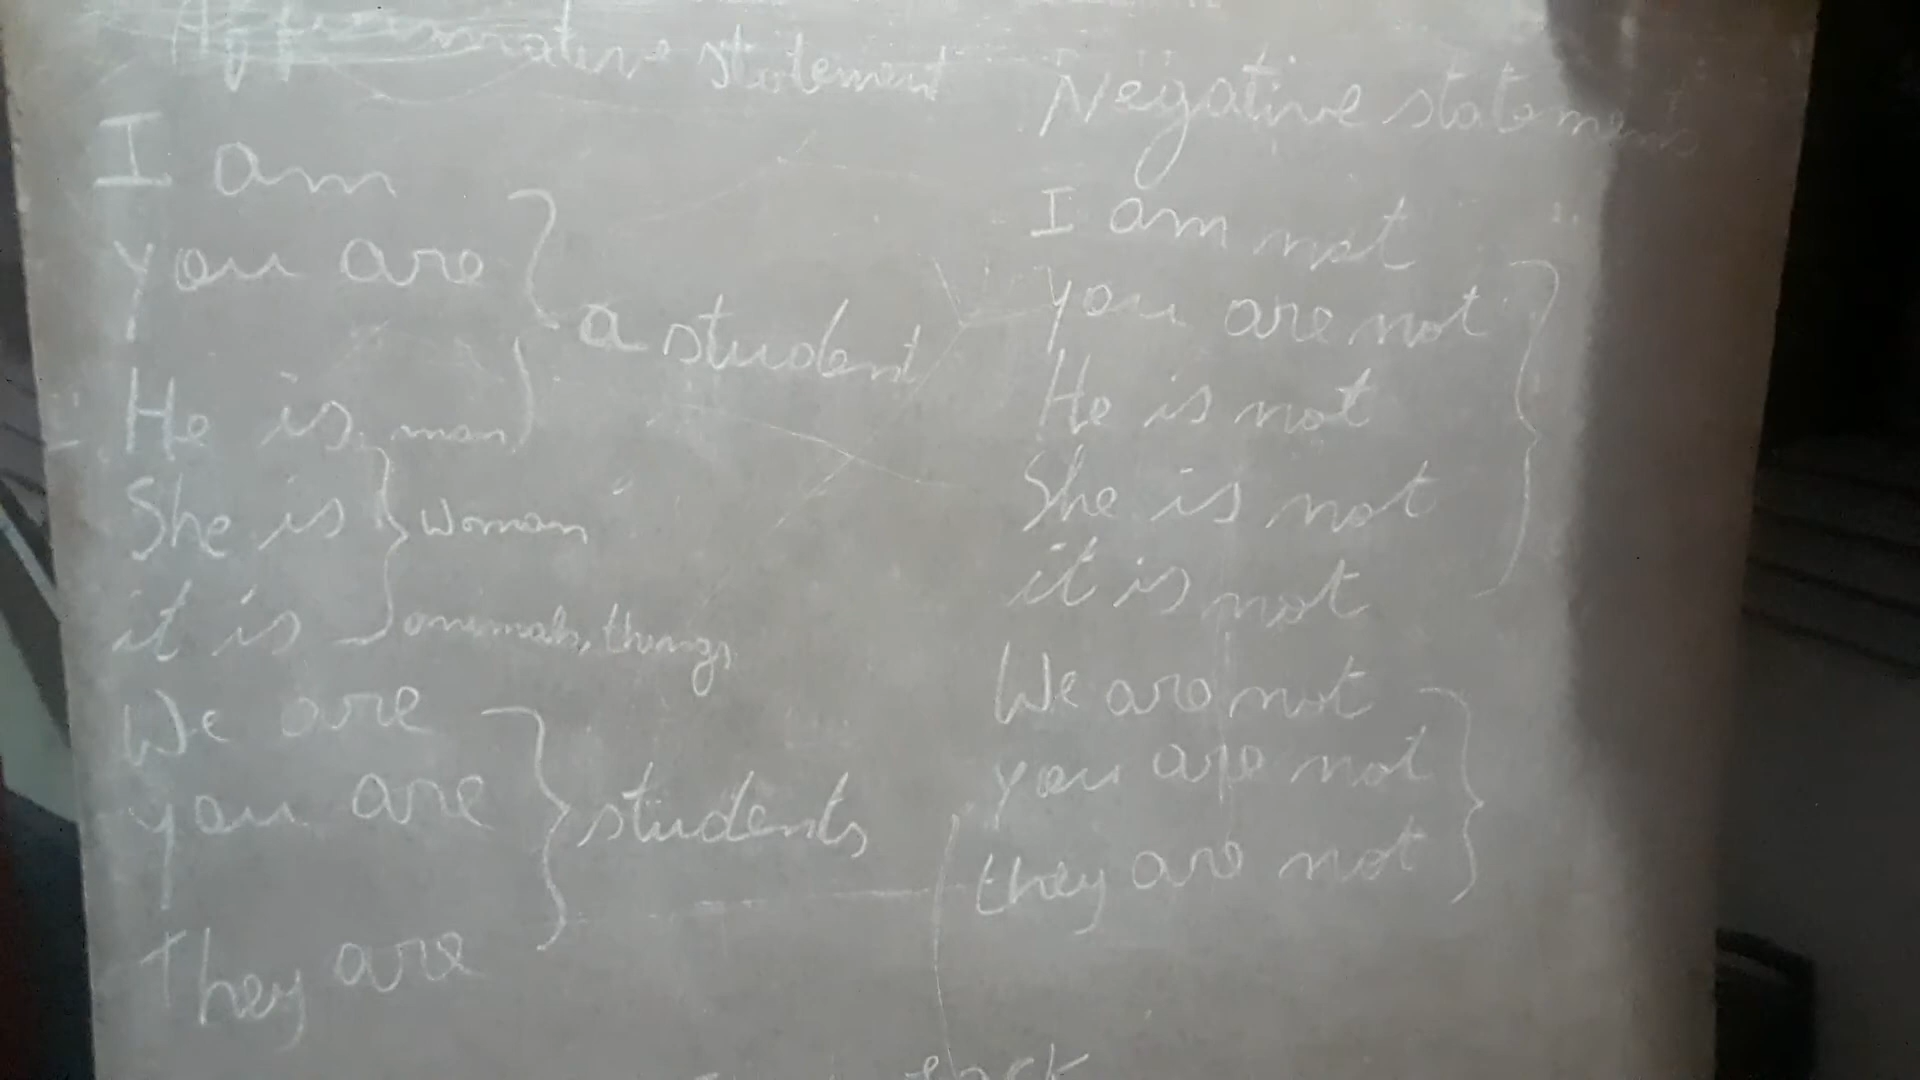 Affirmative statement
I am
you are
a student
He is man
She is woman
it is animals, things
We are
you are
students
They are
Negative statements
I am not
you are not
He is not
She is not
it is not
We are not
you are not
they are not